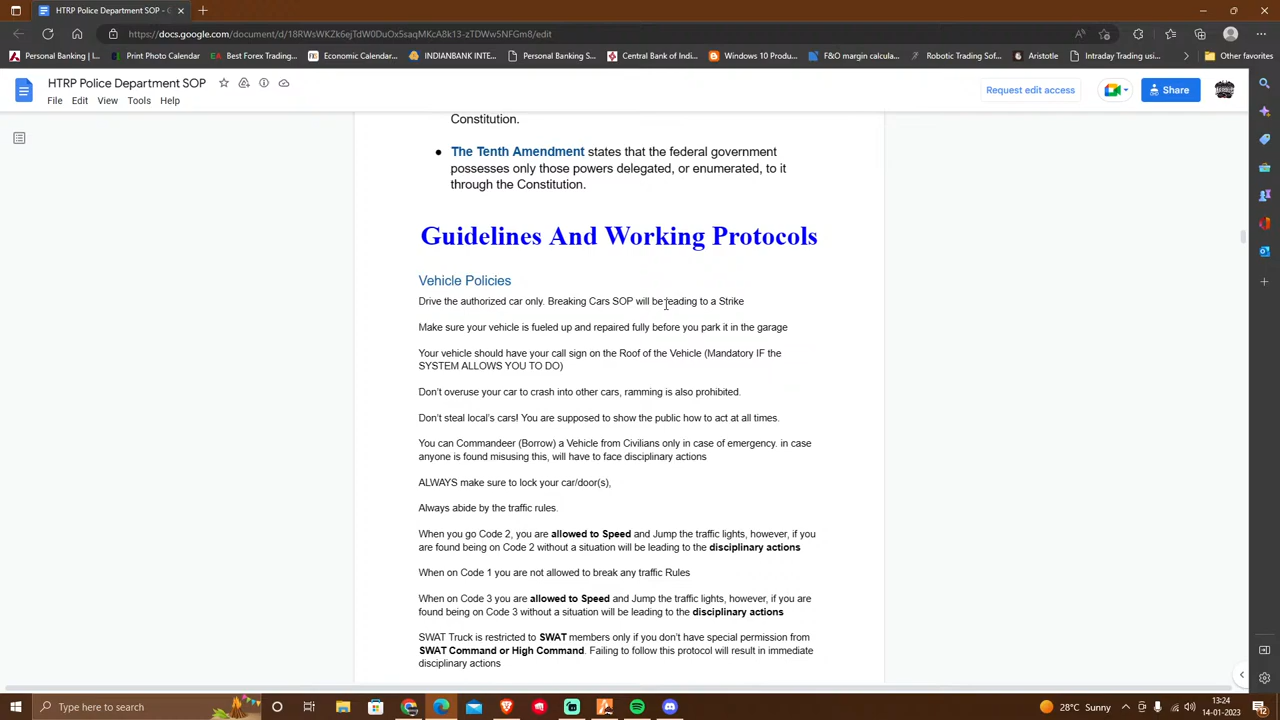 HTRP Police Department SOP - G
https://docs.google.com/document/d/18RWsWKZk6ejTdW0DuOx5saqMKcA8k13-zTDWw5NFGm8/edit
Personal Banking |... Print Photo Calendar Best Forex Trading... Economic Calendar... INDIANBANK INTE... Personal Banking |... Central Bank of Indi... Windows 10 Produ... F&O margin calcula... Robotic Trading Sof... Aristotle Intraday Trading us... Other favorites
HTRP Police Department SOP
File Edit View Tools Help
Request edit access
Share
Constitution.
● The Tenth Amendment states that the federal government
possesses only those powers delegated, or enumerated, to it
through the Constitution.
Guidelines And Working Protocols
Vehicle Policies
Drive the authorized car only. Breaking Cars SOP will be leading to a Strike
Make sure your vehicle is fueled up and repaired fully before you park it in the garage
Your vehicle should have your call sign on the Roof of the Vehicle (Mandatory IF the
SYSTEM ALLOWS YOU TO DO)
Don't overuse your car to crash into other cars, ramming is also prohibited.
Don't steal local's cars! You are supposed to show the public how to act at all times.
You can Commandeer (Borrow) a Vehicle from Civilians only in case of emergency. in case
anyone is found misusing this, will have to face disciplinary actions
ALWAYS make sure to lock your car/door(s),
Always abide by the traffic rules.
When you go Code 2, you are allowed to Speed and Jump the traffic lights, however, if you
are found being on Code 2 without a situation will be leading to the disciplinary actions
When on Code 1 you are not allowed to break any traffic Rules
When on Code 3 you are allowed to Speed and Jump the traffic lights, however, if you are
found being on Code 3 without a situation will be leading to the disciplinary actions
SWAT Truck is restricted to SWAT members only if you don't have special permission from
SWAT Command or High Command. Failing to follow this protocol will result in immediate
disciplinary actions
Type here to search
28°C Sunny
ENG
13:24
14-01-2023
12